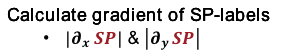 Calculate gradient of SP-labels
• |∂ₓ SP| & |∂ᵧ SP|